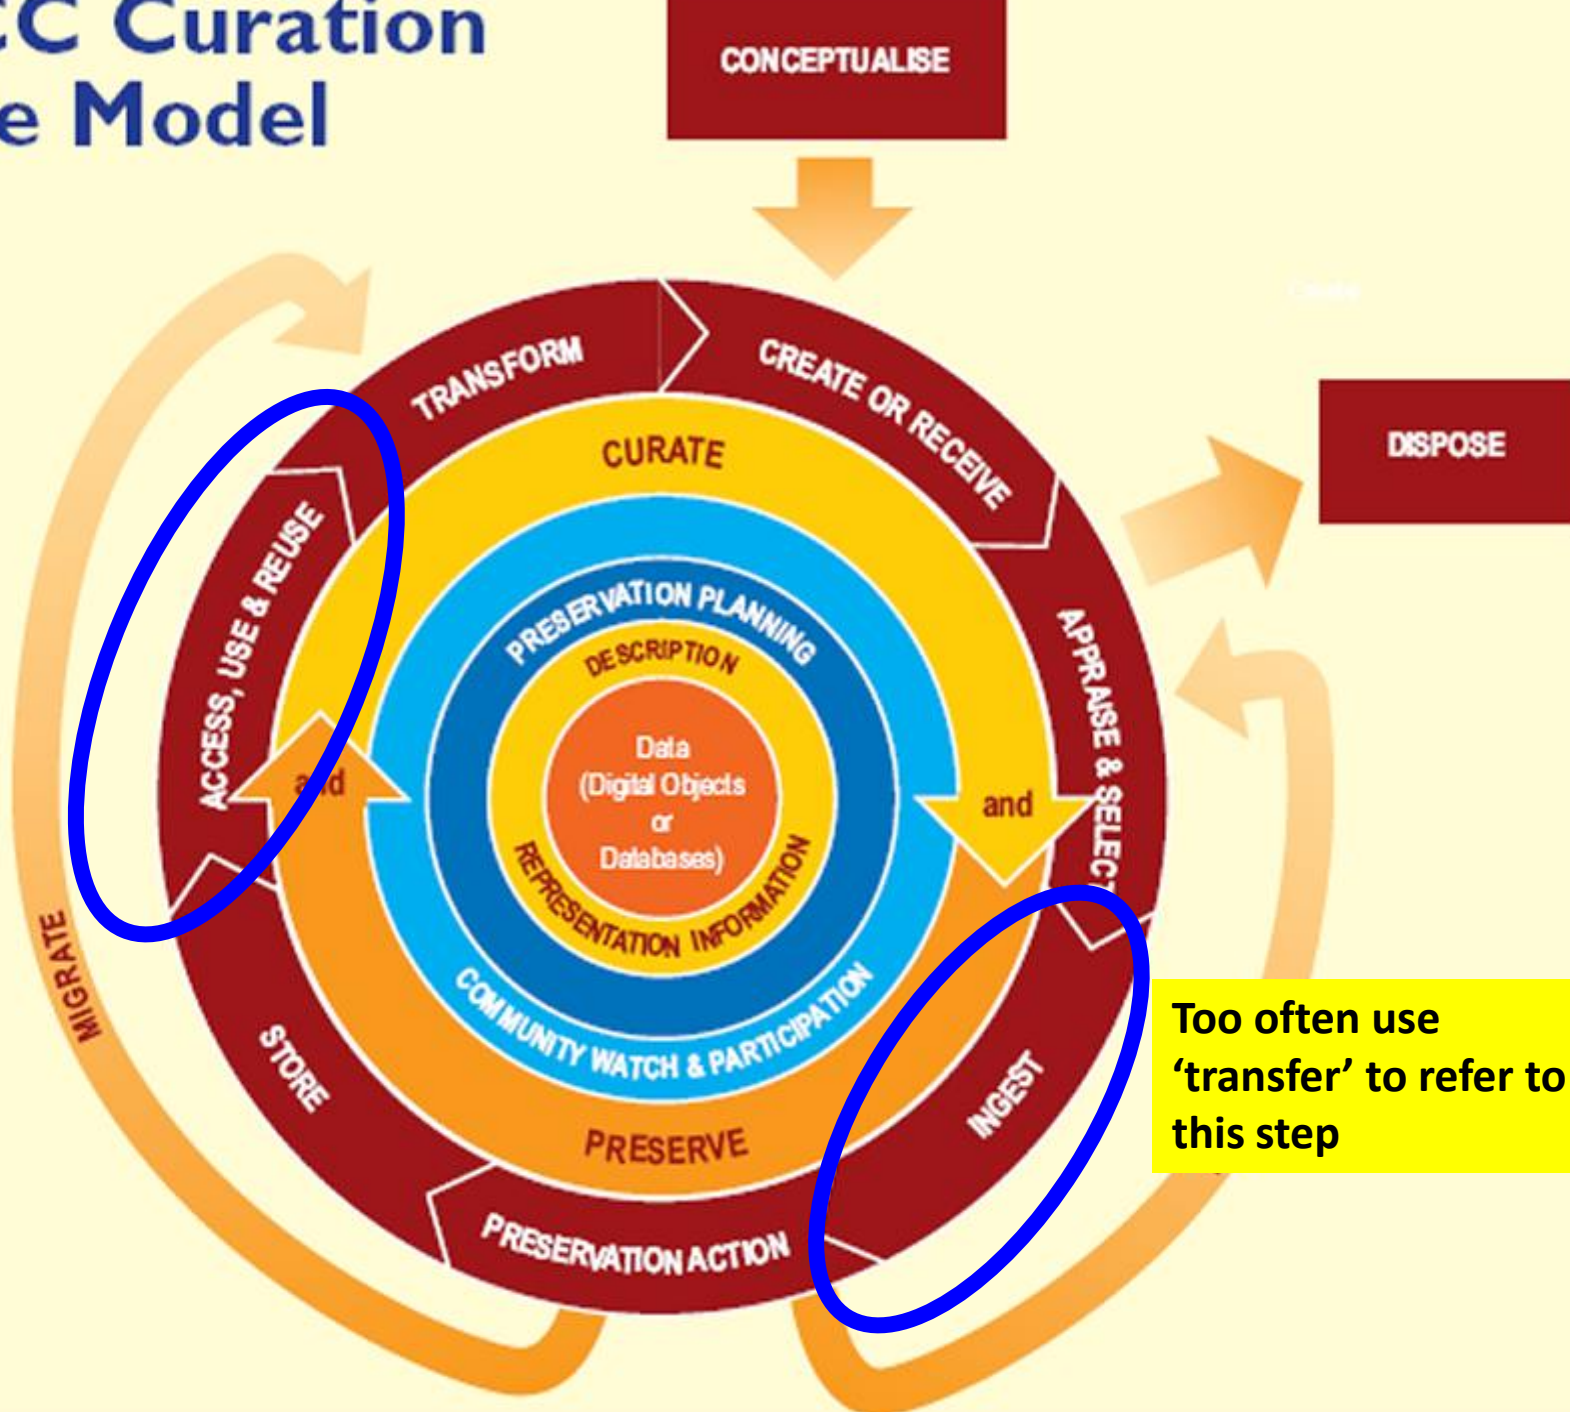 CC Curation
e Model
CONCEPTUALISE
TRANSFORM
CREATE OR RECEIVE
DISPOSE
CURATE
ACCESS, USE & REUSE
APPRAISE & SELECT
PRESERVATION PLANNING
DESCRIPTION
and
Data
(Digital Objects
or
Databases)
and
REPRESENTATION INFORMATION
COMMUNITY WATCH & PARTICIPATION
MIGRATE
STORE
INGEST
PRESERVE
PRESERVATION ACTION
Too often use
‘transfer’ to refer to
this step